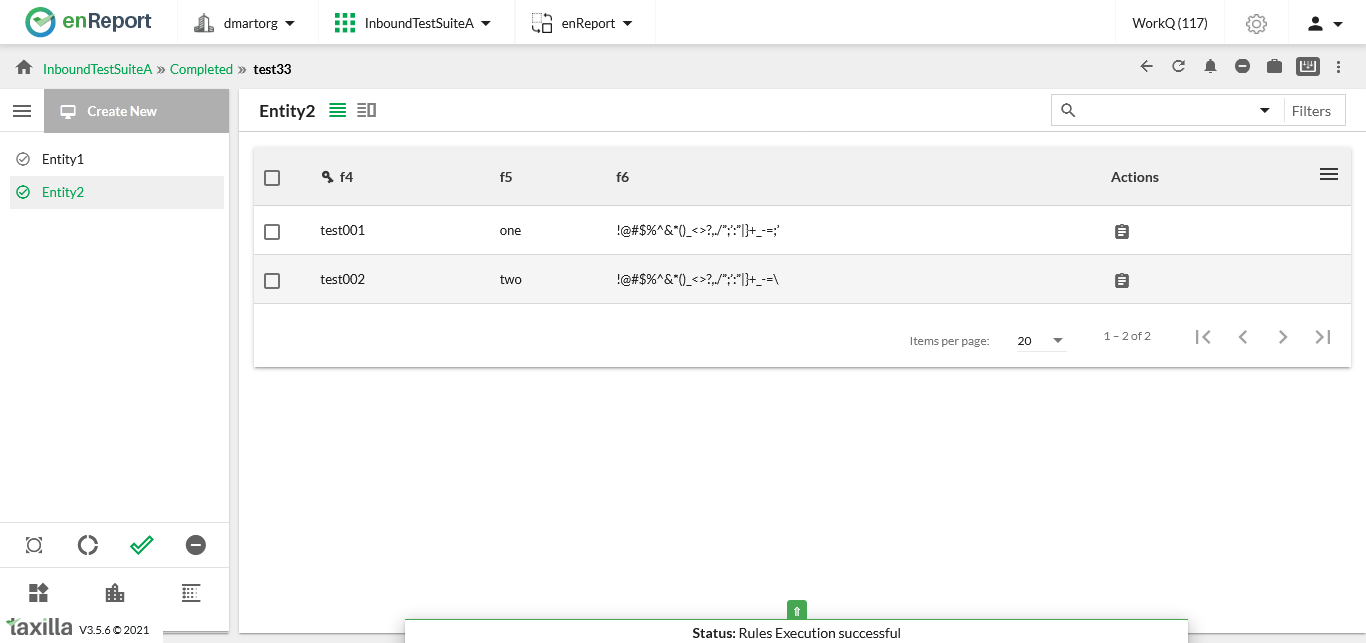 enReport dmartorg InboundTestSuiteA enReport WorkQ (117)
InboundTestSuiteA » Completed » test33
Create New Entity2 Filters
Entity1
Entity2
f4 f5 f6 Actions
test001 one !@#$%^&*()_<>?,./";':"|}+_-=;'
test002 two !@#$%^&*()_<>?,./";':"|}+_-=\
Items per page: 20 1 – 2 of 2
taxilla V3.5.6 © 2021
Status: Rules Execution successful